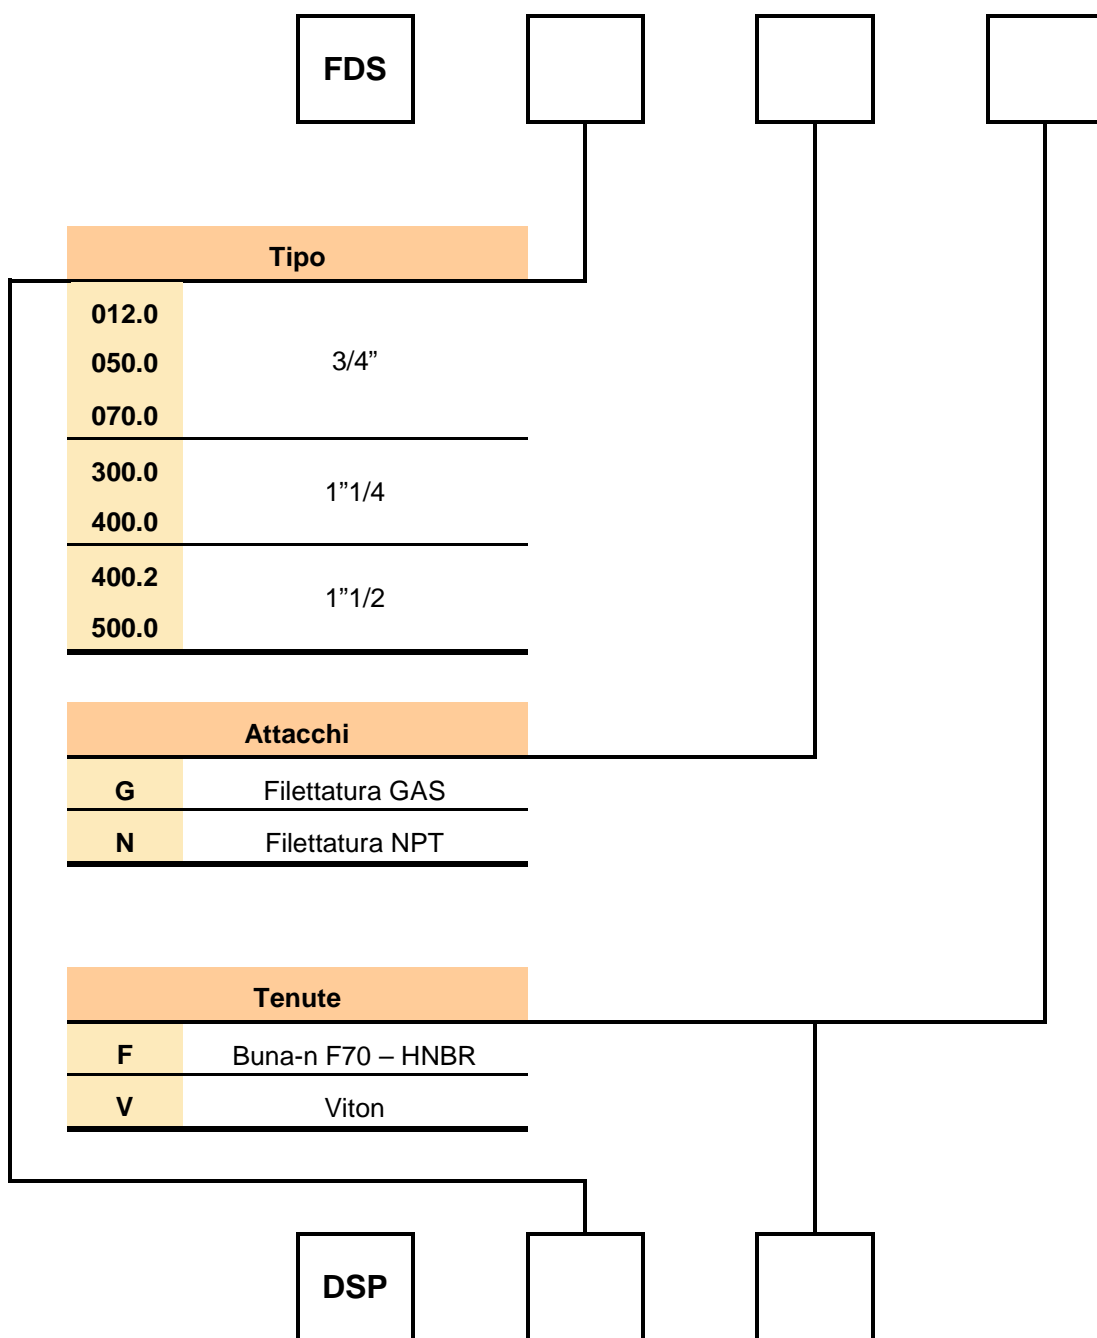 FDS
Tipo
012.0
050.0 3/4”
070.0
300.0
1”1/4
400.0
400.2
1”1/2
500.0
Attacchi
G Filettatura GAS
N Filettatura NPT
Tenute
F Buna-n F70 – HNBR
V Viton
DSP